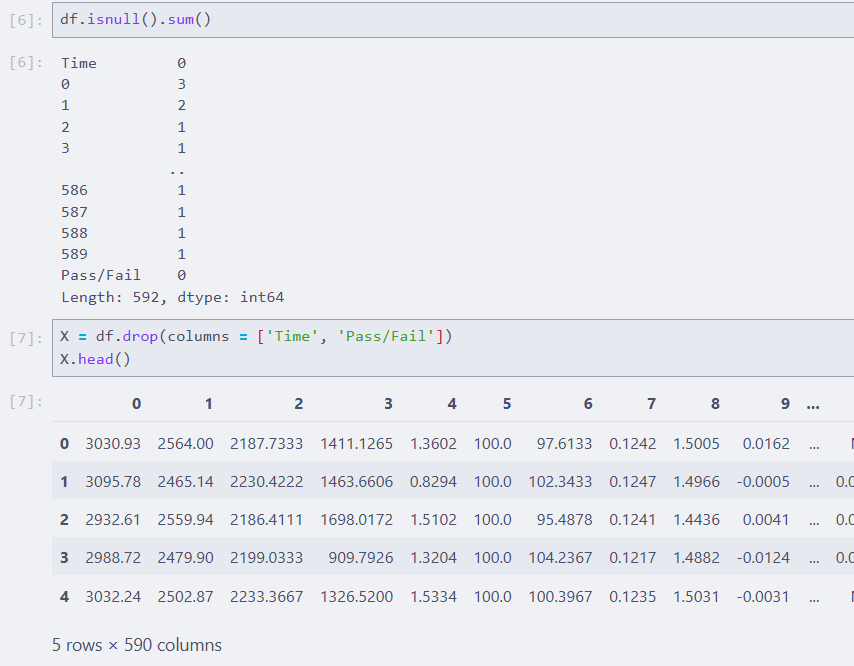 [6]: df.isnull().sum()
[6]: Time 0
0 3
1 2
2 1
3 1
..
586 1
587 1
588 1
589 1
Pass/Fail 0
Length: 592, dtype: int64
[7]: X = df.drop(columns = ['Time', 'Pass/Fail'])
X.head()
[7]:
0 1 2 3 4 5 6 7 8 9 ...
0 3030.93 2564.00 2187.7333 1411.1265 1.3602 100.0 97.6133 0.1242 1.5005 0.0162 ...
1 3095.78 2465.14 2230.4222 1463.6606 0.8294 100.0 102.3433 0.1247 1.4966 -0.0005 ...
2 2932.61 2559.94 2186.4111 1698.0172 1.5102 100.0 95.4878 0.1241 1.4436 0.0041 ...
3 2988.72 2479.90 2199.0333 909.7926 1.3204 100.0 104.2367 0.1217 1.4882 -0.0124 ...
4 3032.24 2502.87 2233.3667 1326.5200 1.5334 100.0 100.3967 0.1235 1.5031 -0.0031 ...
5 rows × 590 columns